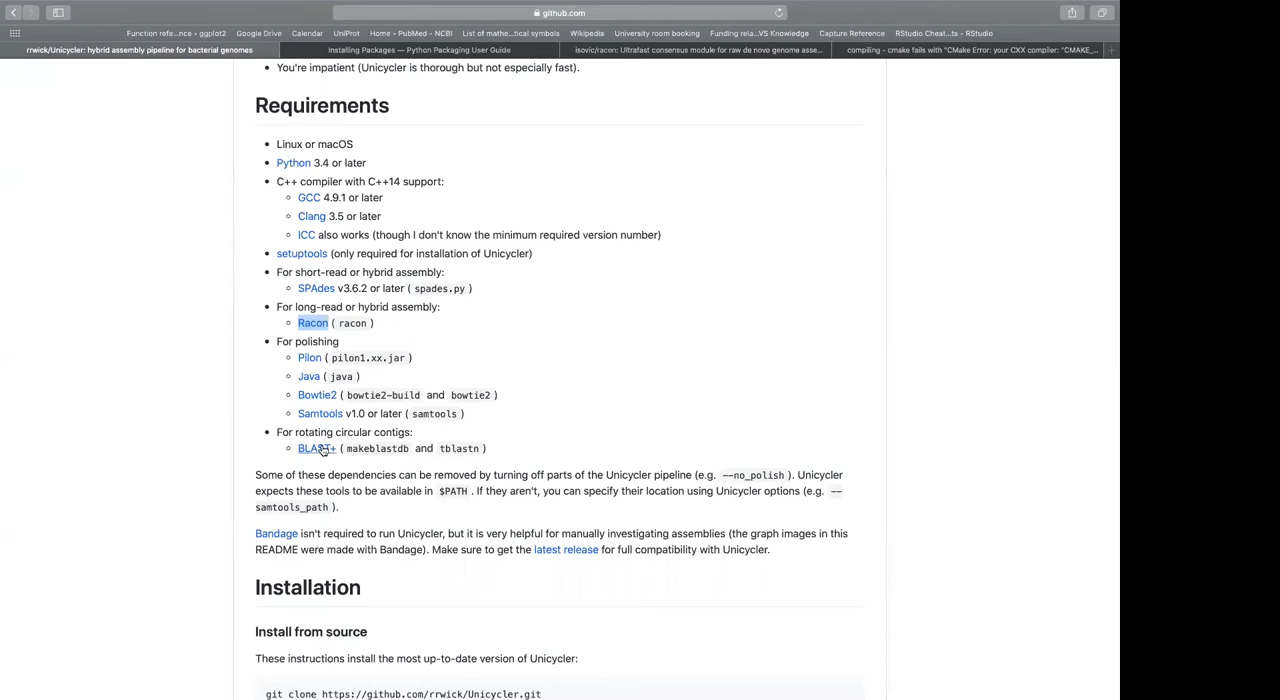 github.com
Function refe...nce • ggplot2 Google Drive Calendar UniProt Home - PubMed - NCBI List of mathe...tical symbols Wikipedia University room booking Funding rela...VS Knowledge Capture Reference RStudio Cheat...ts - RStudio
rrwick/Unicycler: hybrid assembly pipeline for bacterial genomes Installing Packages — Python Packaging User Guide isovic/racon: Ultrafast consensus module for raw de novo genome asse... compiling - cmake fails with "CMake Error: your CXX compiler: "CMAKE_...
• You're impatient (Unicycler is thorough but not especially fast).
Requirements
• Linux or macOS
• Python 3.4 or later
• C++ compiler with C++14 support:
◦ GCC 4.9.1 or later
◦ Clang 3.5 or later
◦ ICC also works (though I don't know the minimum required version number)
• setuptools (only required for installation of Unicycler)
• For short-read or hybrid assembly:
◦ SPAdes v3.6.2 or later ( spades.py )
• For long-read or hybrid assembly:
◦ Racon ( racon )
• For polishing
◦ Pilon ( pilon1.xx.jar )
◦ Java ( java )
◦ Bowtie2 ( bowtie2-build and bowtie2 )
◦ Samtools v1.0 or later ( samtools )
• For rotating circular contigs:
◦ BLAST+ ( makeblastdb and tblastn )
Some of these dependencies can be removed by turning off parts of the Unicycler pipeline (e.g. --no_polish ). Unicycler
expects these tools to be available in $PATH . If they aren't, you can specify their location using Unicycler options (e.g. --
samtools_path ).
Bandage isn't required to run Unicycler, but it is very helpful for manually investigating assemblies (the graph images in this
README were made with Bandage). Make sure to get the latest release for full compatibility with Unicycler.
Installation
Install from source
These instructions install the most up-to-date version of Unicycler:
git clone https://github.com/rrwick/Unicycler.git